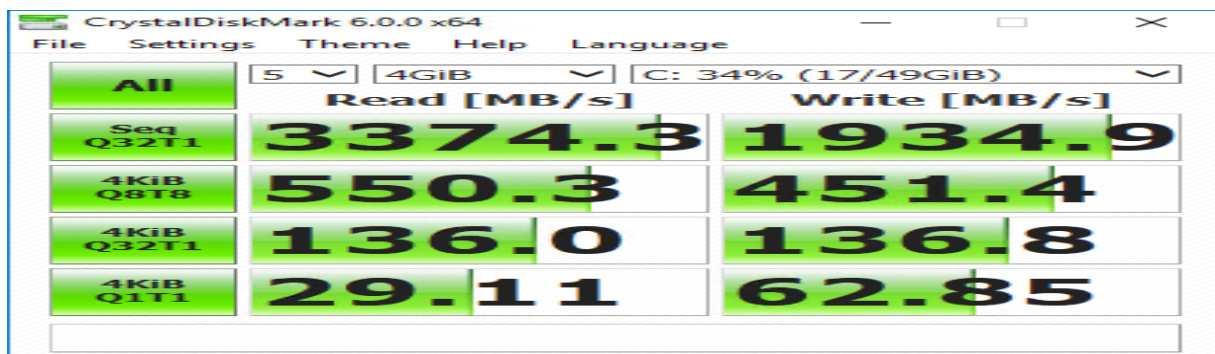 CrystalDiskMark 6.0.0 x64
File Settings Theme Help Language
All 5 4GiB C: 34% (17/49GiB)
Read [MB/s] Write [MB/s]
Seq
Q32T1 3374.3 1934.9
4KiB
Q8T8 550.3 451.4
4KiB
Q32T1 136.0 136.8
4KiB
Q1T1 29.11 62.85